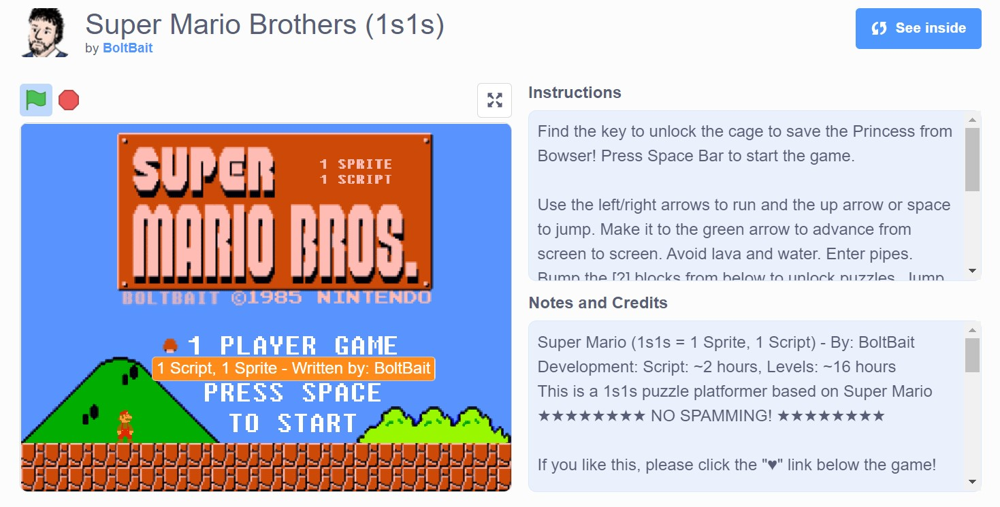 Super Mario Brothers (1s1s)
by BoltBait
See inside
SUPER
1 SPRITE
1 SCRIPT
MARIO BROS.
BOLTBAIT ©1985 NINTENDO
1 PLAYER GAME
1 Script, 1 Sprite - Written by: BoltBait
PRESS SPACE
TO START
Instructions
Find the key to unlock the cage to save the Princess from
Bowser! Press Space Bar to start the game.
Use the left/right arrows to run and the up arrow or space
to jump. Make it to the green arrow to advance from
screen to screen. Avoid lava and water. Enter pipes.
Bump the [?] blocks from below to unlock puzzles. Jump
Notes and Credits
Super Mario (1s1s = 1 Sprite, 1 Script) - By: BoltBait
Development: Script: ~2 hours, Levels: ~16 hours
This is a 1s1s puzzle platformer based on Super Mario
★★★★★★★★ NO SPAMMING! ★★★★★★★★
If you like this, please click the "♥" link below the game!